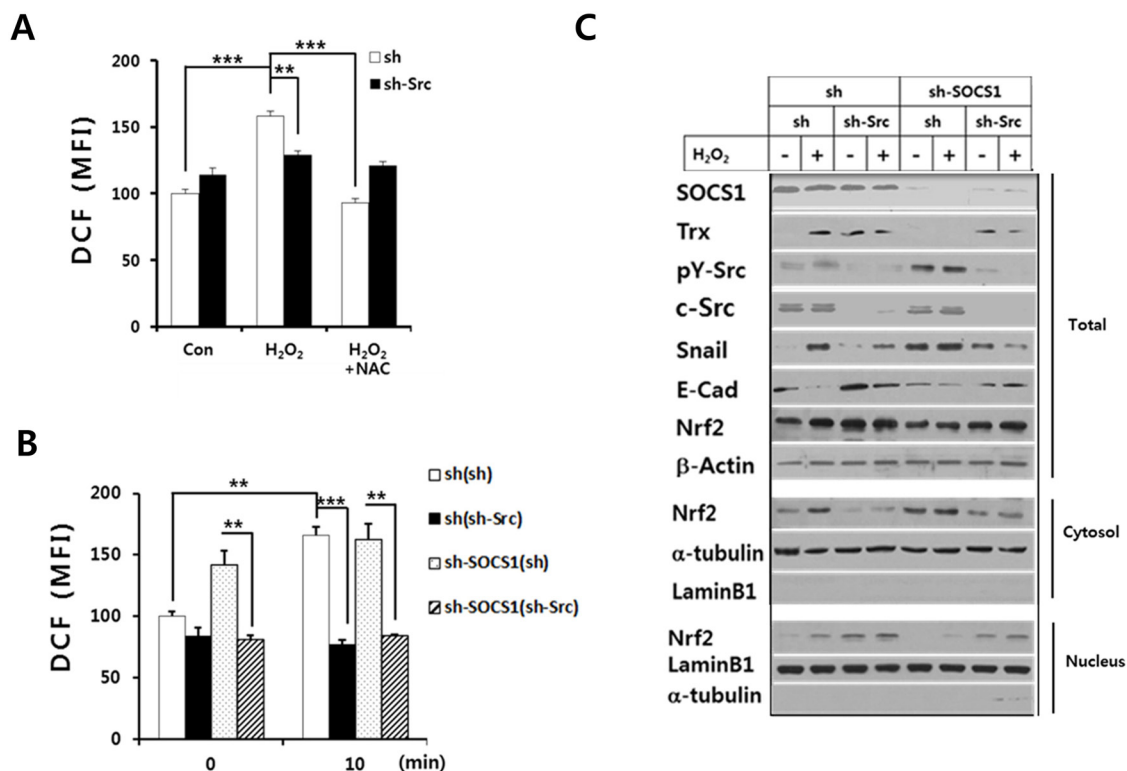 A
DCF (MFI)
200
150
100
50
0
***
***
**
sh
sh-Src
Con
H₂O₂
H₂O₂
+NAC
B
DCF (MFI)
200
150
100
50
0
**
**
***
**
sh(sh)
sh(sh-Src)
sh-SOCS1(sh)
sh-SOCS1(sh-Src)
0 10 (min)
C
sh sh-SOCS1
sh sh-Src sh sh-Src
H₂O₂ - + - + - + - +
SOCS1
Trx
pY-Src
c-Src
Snail
E-Cad
Nrf2
β-Actin
Total
Nrf2
α-tubulin
LaminB1
Cytosol
Nrf2
LaminB1
α-tubulin
Nucleus